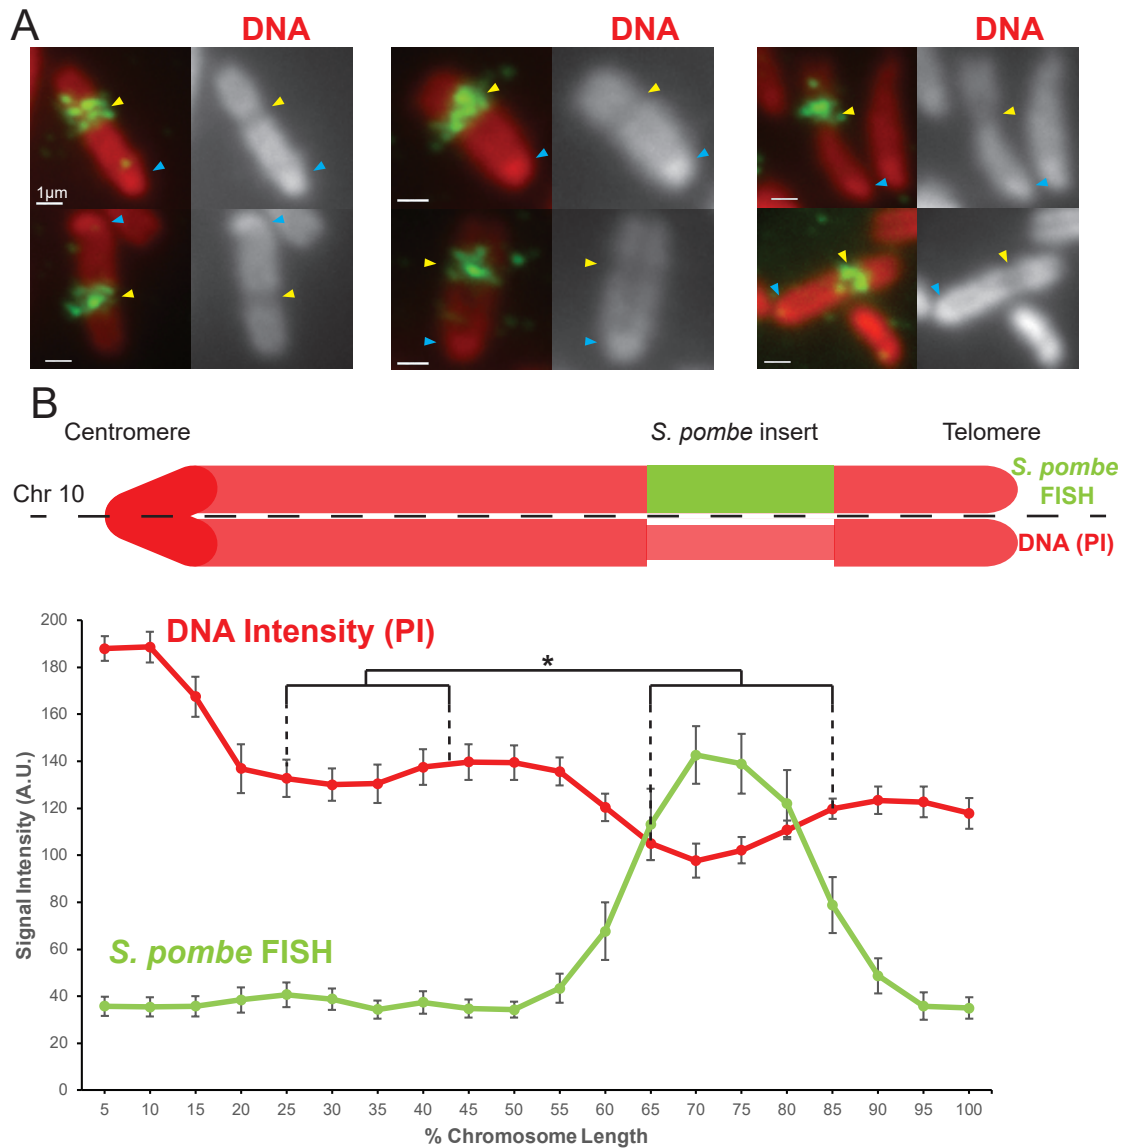 A
DNA
DNA
DNA
1µm
B
Centromere
S. pombe insert
Telomere
Chr 10
S. pombe
FISH
DNA (PI)
DNA Intensity (PI)
*
S. pombe FISH
Signal Intensity (A.U.)
200
180
160
140
120
100
80
60
40
20
0
5 10 15 20 25 30 35 40 45 50 55 60 65 70 75 80 85 90 95 100
% Chromosome Length